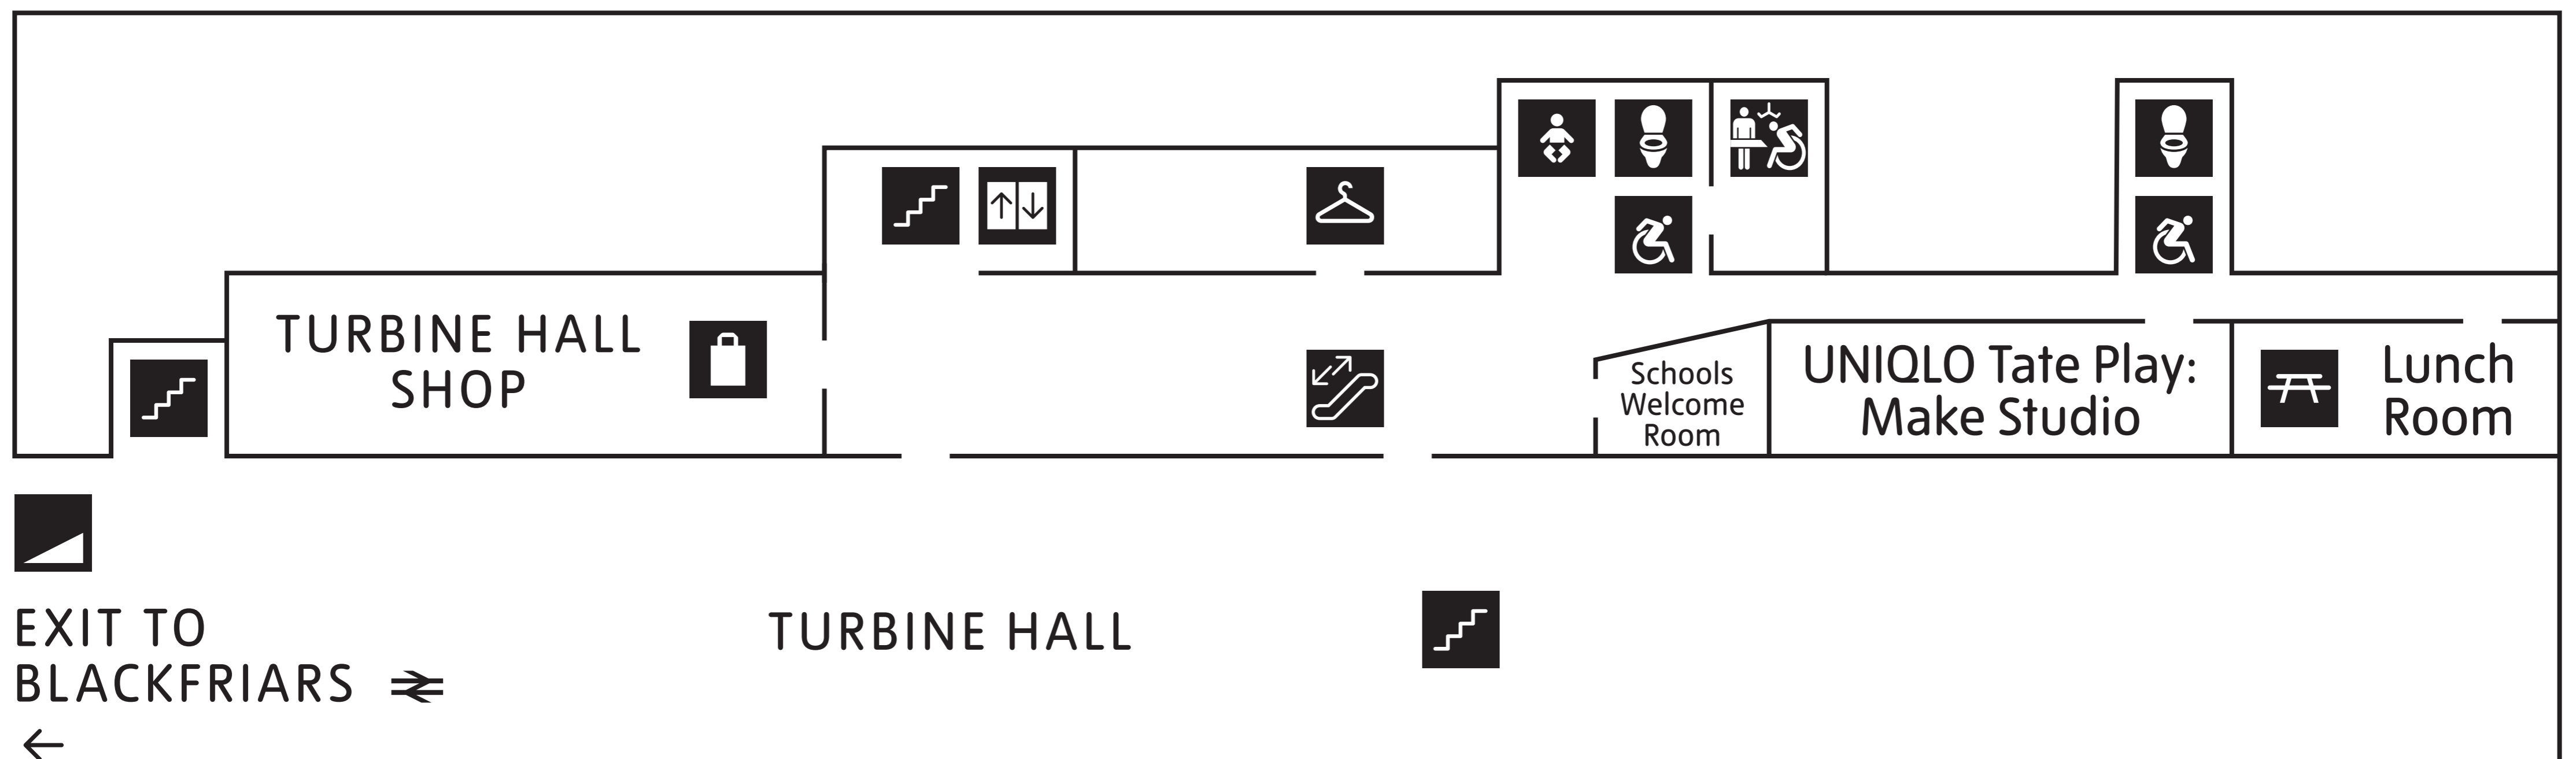 TURBINE HALL
SHOP
Schools
Welcome
Room
UNIQLO Tate Play:
Make Studio
Lunch
Room
EXIT TO
BLACKFRIARS
TURBINE HALL